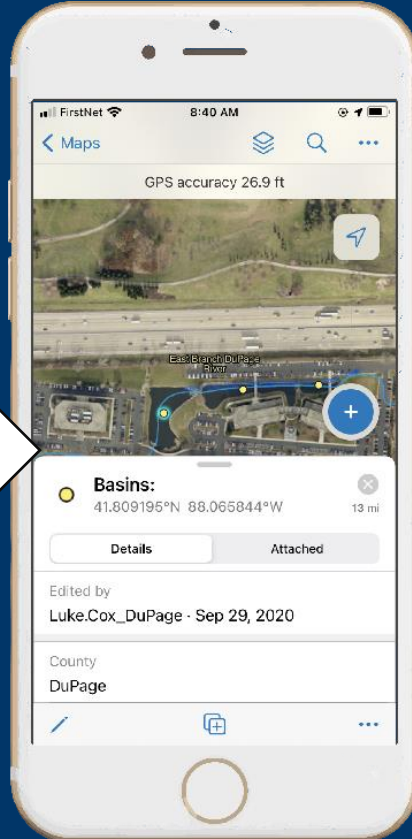 FirstNet 8:40 AM
Maps
GPS accuracy 26.9 ft
East Branch DuPage
River
Basins:
41.809195°N 88.065844°W 13 mi
Details Attached
Edited by
Luke.Cox_DuPage · Sep 29, 2020
County
DuPage